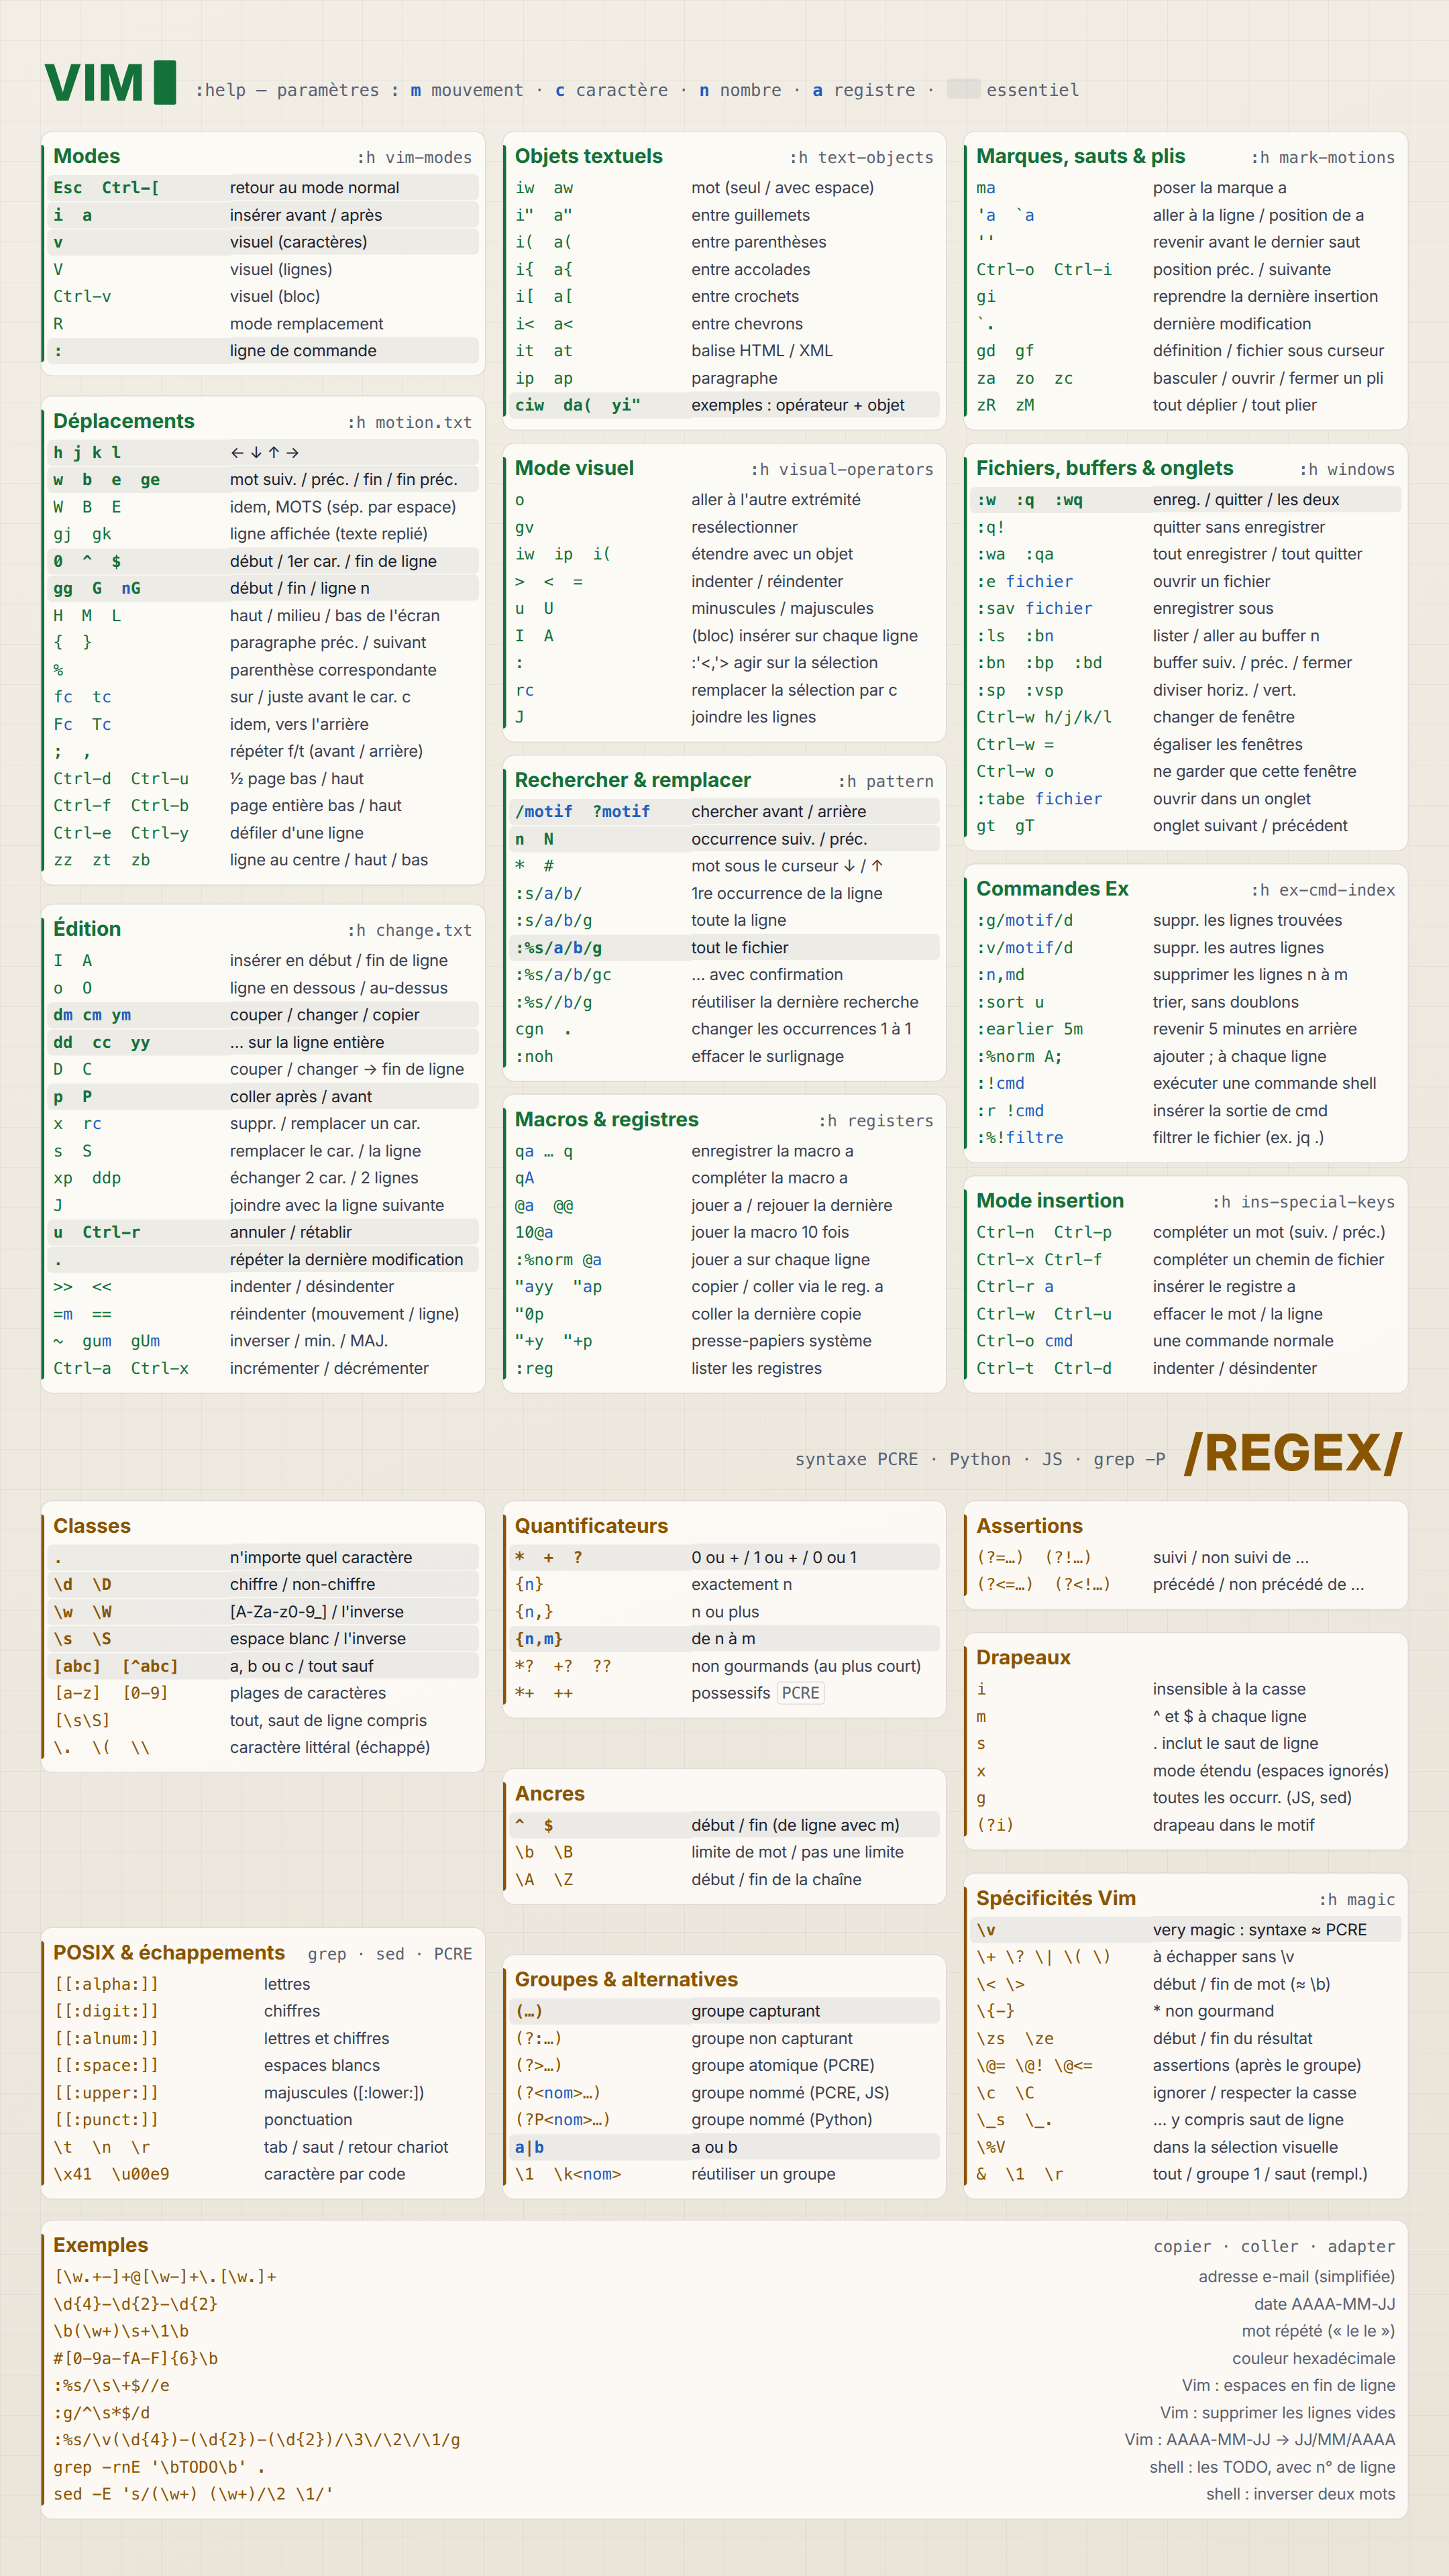 VIM
:help — paramètres : m mouvement · c caractère · n nombre · a registre · essentiel
Modes :h vim-modes
Esc Ctrl-[ retour au mode normal
i a insérer avant / après
v visuel (caractères)
V visuel (lignes)
Ctrl-v visuel (bloc)
R mode remplacement
: ligne de commande
Déplacements :h motion.txt
h j k l ← ↓ ↑ →
w b e ge mot suiv. / préc. / fin / fin préc.
W B E idem, MOTS (sép. par espace)
gj gk ligne affichée (texte replié)
0 ^ $ début / 1er car. / fin de ligne
gg G nG début / fin / ligne n
H M L haut / milieu / bas de l'écran
{ } paragraphe préc. / suivant
% parenthèse correspondante
fc tc sur / juste avant le car. c
Fc Tc idem, vers l'arrière
; , répéter f/t (avant / arrière)
Ctrl-d Ctrl-u ½ page bas / haut
Ctrl-f Ctrl-b page entière bas / haut
Ctrl-e Ctrl-y défiler d'une ligne
zz zt zb ligne au centre / haut / bas
Édition :h change.txt
I A insérer en début / fin de ligne
o O ligne en dessous / au-dessus
dm cm ym couper / changer / copier
dd cc yy … sur la ligne entière
D C couper / changer → fin de ligne
p P coller après / avant
x rc suppr. / remplacer un car.
s S remplacer le car. / la ligne
xp ddp échanger 2 car. / 2 lignes
J joindre avec la ligne suivante
u Ctrl-r annuler / rétablir
. répéter la dernière modification
>> << indenter / désindenter
=m == réindenter (mouvement / ligne)
~ gum gUm inverser / min. / MAJ.
Ctrl-a Ctrl-x incrémenter / décrémenter
Objets textuels :h text-objects
iw aw mot (seul / avec espace)
i" a" entre guillemets
i( a( entre parenthèses
i{ a{ entre accolades
i[ a[ entre crochets
i< a< entre chevrons
it at balise HTML / XML
ip ap paragraphe
ciw da( yi" exemples : opérateur + objet
Mode visuel :h visual-operators
o aller à l'autre extrémité
gv resélectionner
iw ip i( étendre avec un objet
> < = indenter / réindenter
u U minuscules / majuscules
I A (bloc) insérer sur chaque ligne
: :'<,'> agir sur la sélection
rc remplacer la sélection par c
J joindre les lignes
Rechercher & remplacer :h pattern
/motif ?motif chercher avant / arrière
n N occurrence suiv. / préc.
* # mot sous le curseur ↓ / ↑
:s/a/b/ 1re occurrence de la ligne
:s/a/b/g toute la ligne
:%s/a/b/g tout le fichier
:%s/a/b/gc … avec confirmation
:%s//b/g réutiliser la dernière recherche
cgn . changer les occurrences 1 à 1
:noh effacer le surlignage
Macros & registres :h registers
qa … q enregistrer la macro a
qA compléter la macro a
@a @@ jouer a / rejouer la dernière
10@a jouer la macro 10 fois
:%norm @a jouer a sur chaque ligne
"ayy "ap copier / coller via le reg. a
"0p coller la dernière copie
"+y "+p presse-papiers système
:reg lister les registres
Marques, sauts & plis :h mark-motions
ma poser la marque a
'a `a aller à la ligne / position de a
'' revenir avant le dernier saut
Ctrl-o Ctrl-i position préc. / suivante
gi reprendre la dernière insertion
`. dernière modification
gd gf définition / fichier sous curseur
za zo zc basculer / ouvrir / fermer un pli
zR zM tout déplier / tout plier
Fichiers, buffers & onglets :h windows
:w :q :wq enreg. / quitter / les deux
:q! quitter sans enregistrer
:wa :qa tout enregistrer / tout quitter
:e fichier ouvrir un fichier
:sav fichier enregistrer sous
:ls :bn lister / aller au buffer n
:bn :bp :bd buffer suiv. / préc. / fermer
:sp :vsp diviser horiz. / vert.
Ctrl-w h/j/k/l changer de fenêtre
Ctrl-w = égaliser les fenêtres
Ctrl-w o ne garder que cette fenêtre
:tabe fichier ouvrir dans un onglet
gt gT onglet suivant / précédent
Commandes Ex :h ex-cmd-index
:g/motif/d suppr. les lignes trouvées
:v/motif/d suppr. les autres lignes
:n,md supprimer les lignes n à m
:sort u trier, sans doublons
:earlier 5m revenir 5 minutes en arrière
:%norm A; ajouter ; à chaque ligne
:!cmd exécuter une commande shell
:r !cmd insérer la sortie de cmd
:%!filtre filtrer le fichier (ex. jq .)
Mode insertion :h ins-special-keys
Ctrl-n Ctrl-p compléter un mot (suiv. / préc.)
Ctrl-x Ctrl-f compléter un chemin de fichier
Ctrl-r a insérer le registre a
Ctrl-w Ctrl-u effacer le mot / la ligne
Ctrl-o cmd une commande normale
Ctrl-t Ctrl-d indenter / désindenter
syntaxe PCRE · Python · JS · grep -P /REGEX/
Classes
. n'importe quel caractère
\d \D chiffre / non-chiffre
\w \W [A-Za-z0-9_] / l'inverse
\s \S espace blanc / l'inverse
[abc] [^abc] a, b ou c / tout sauf
[a-z] [0-9] plages de caractères
[\s\S] tout, saut de ligne compris
\. \( \\ caractère littéral (échappé)
POSIX & échappements grep · sed · PCRE
[[:alpha:]] lettres
[[:digit:]] chiffres
[[:alnum:]] lettres et chiffres
[[:space:]] espaces blancs
[[:upper:]] majuscules ([:lower:])
[[:punct:]] ponctuation
\t \n \r tab / saut / retour chariot
\x41 \u00e9 caractère par code
Quantificateurs
* + ? 0 ou + / 1 ou + / 0 ou 1
{n} exactement n
{n,} n ou plus
{n,m} de n à m
*? +? ?? non gourmands (au plus court)
*+ ++ possessifs PCRE
Ancres
^ $ début / fin (de ligne avec m)
\b \B limite de mot / pas une limite
\A \Z début / fin de la chaîne
Groupes & alternatives
(…) groupe capturant
(?:…) groupe non capturant
(?>…) groupe atomique (PCRE)
(?<nom>…) groupe nommé (PCRE, JS)
(?P<nom>…) groupe nommé (Python)
a|b a ou b
\1 \k<nom> réutiliser un groupe
Assertions
(?=…) (?!…) suivi / non suivi de …
(?<=…) (?<!…) précédé / non précédé de …
Drapeaux
i insensible à la casse
m ^ et $ à chaque ligne
s . inclut le saut de ligne
x mode étendu (espaces ignorés)
g toutes les occurr. (JS, sed)
(?i) drapeau dans le motif
Spécificités Vim :h magic
\v very magic : syntaxe ≈ PCRE
\+ \? \| \( \) à échapper sans \v
\< \> début / fin de mot (≈ \b)
\{-} * non gourmand
\zs \ze début / fin du résultat
\@= \@! \@<= assertions (après le groupe)
\c \C ignorer / respecter la casse
\_s \_. … y compris saut de ligne
\%V dans la sélection visuelle
& \1 \r tout / groupe 1 / saut (rempl.)
Exemples copier · coller · adapter
[\w.+-]+@[\w-]+\.[\w.]+ adresse e-mail (simplifiée)
\d{4}-\d{2}-\d{2} date AAAA-MM-JJ
\b(\w+)\s+\1\b mot répété (« le le »)
#[0-9a-fA-F]{6}\b couleur hexadécimale
:%s/\s\+$//e Vim : espaces en fin de ligne
:g/^\s*$/d Vim : supprimer les lignes vides
:%s/\v(\d{4})-(\d{2})-(\d{2})/\3\/\2\/\1/g Vim : AAAA-MM-JJ → JJ/MM/AAAA
grep -rnE '\bTODO\b' . shell : les TODO, avec n° de ligne
sed -E 's/(\w+) (\w+)/\2 \1/' shell : inverser deux mots